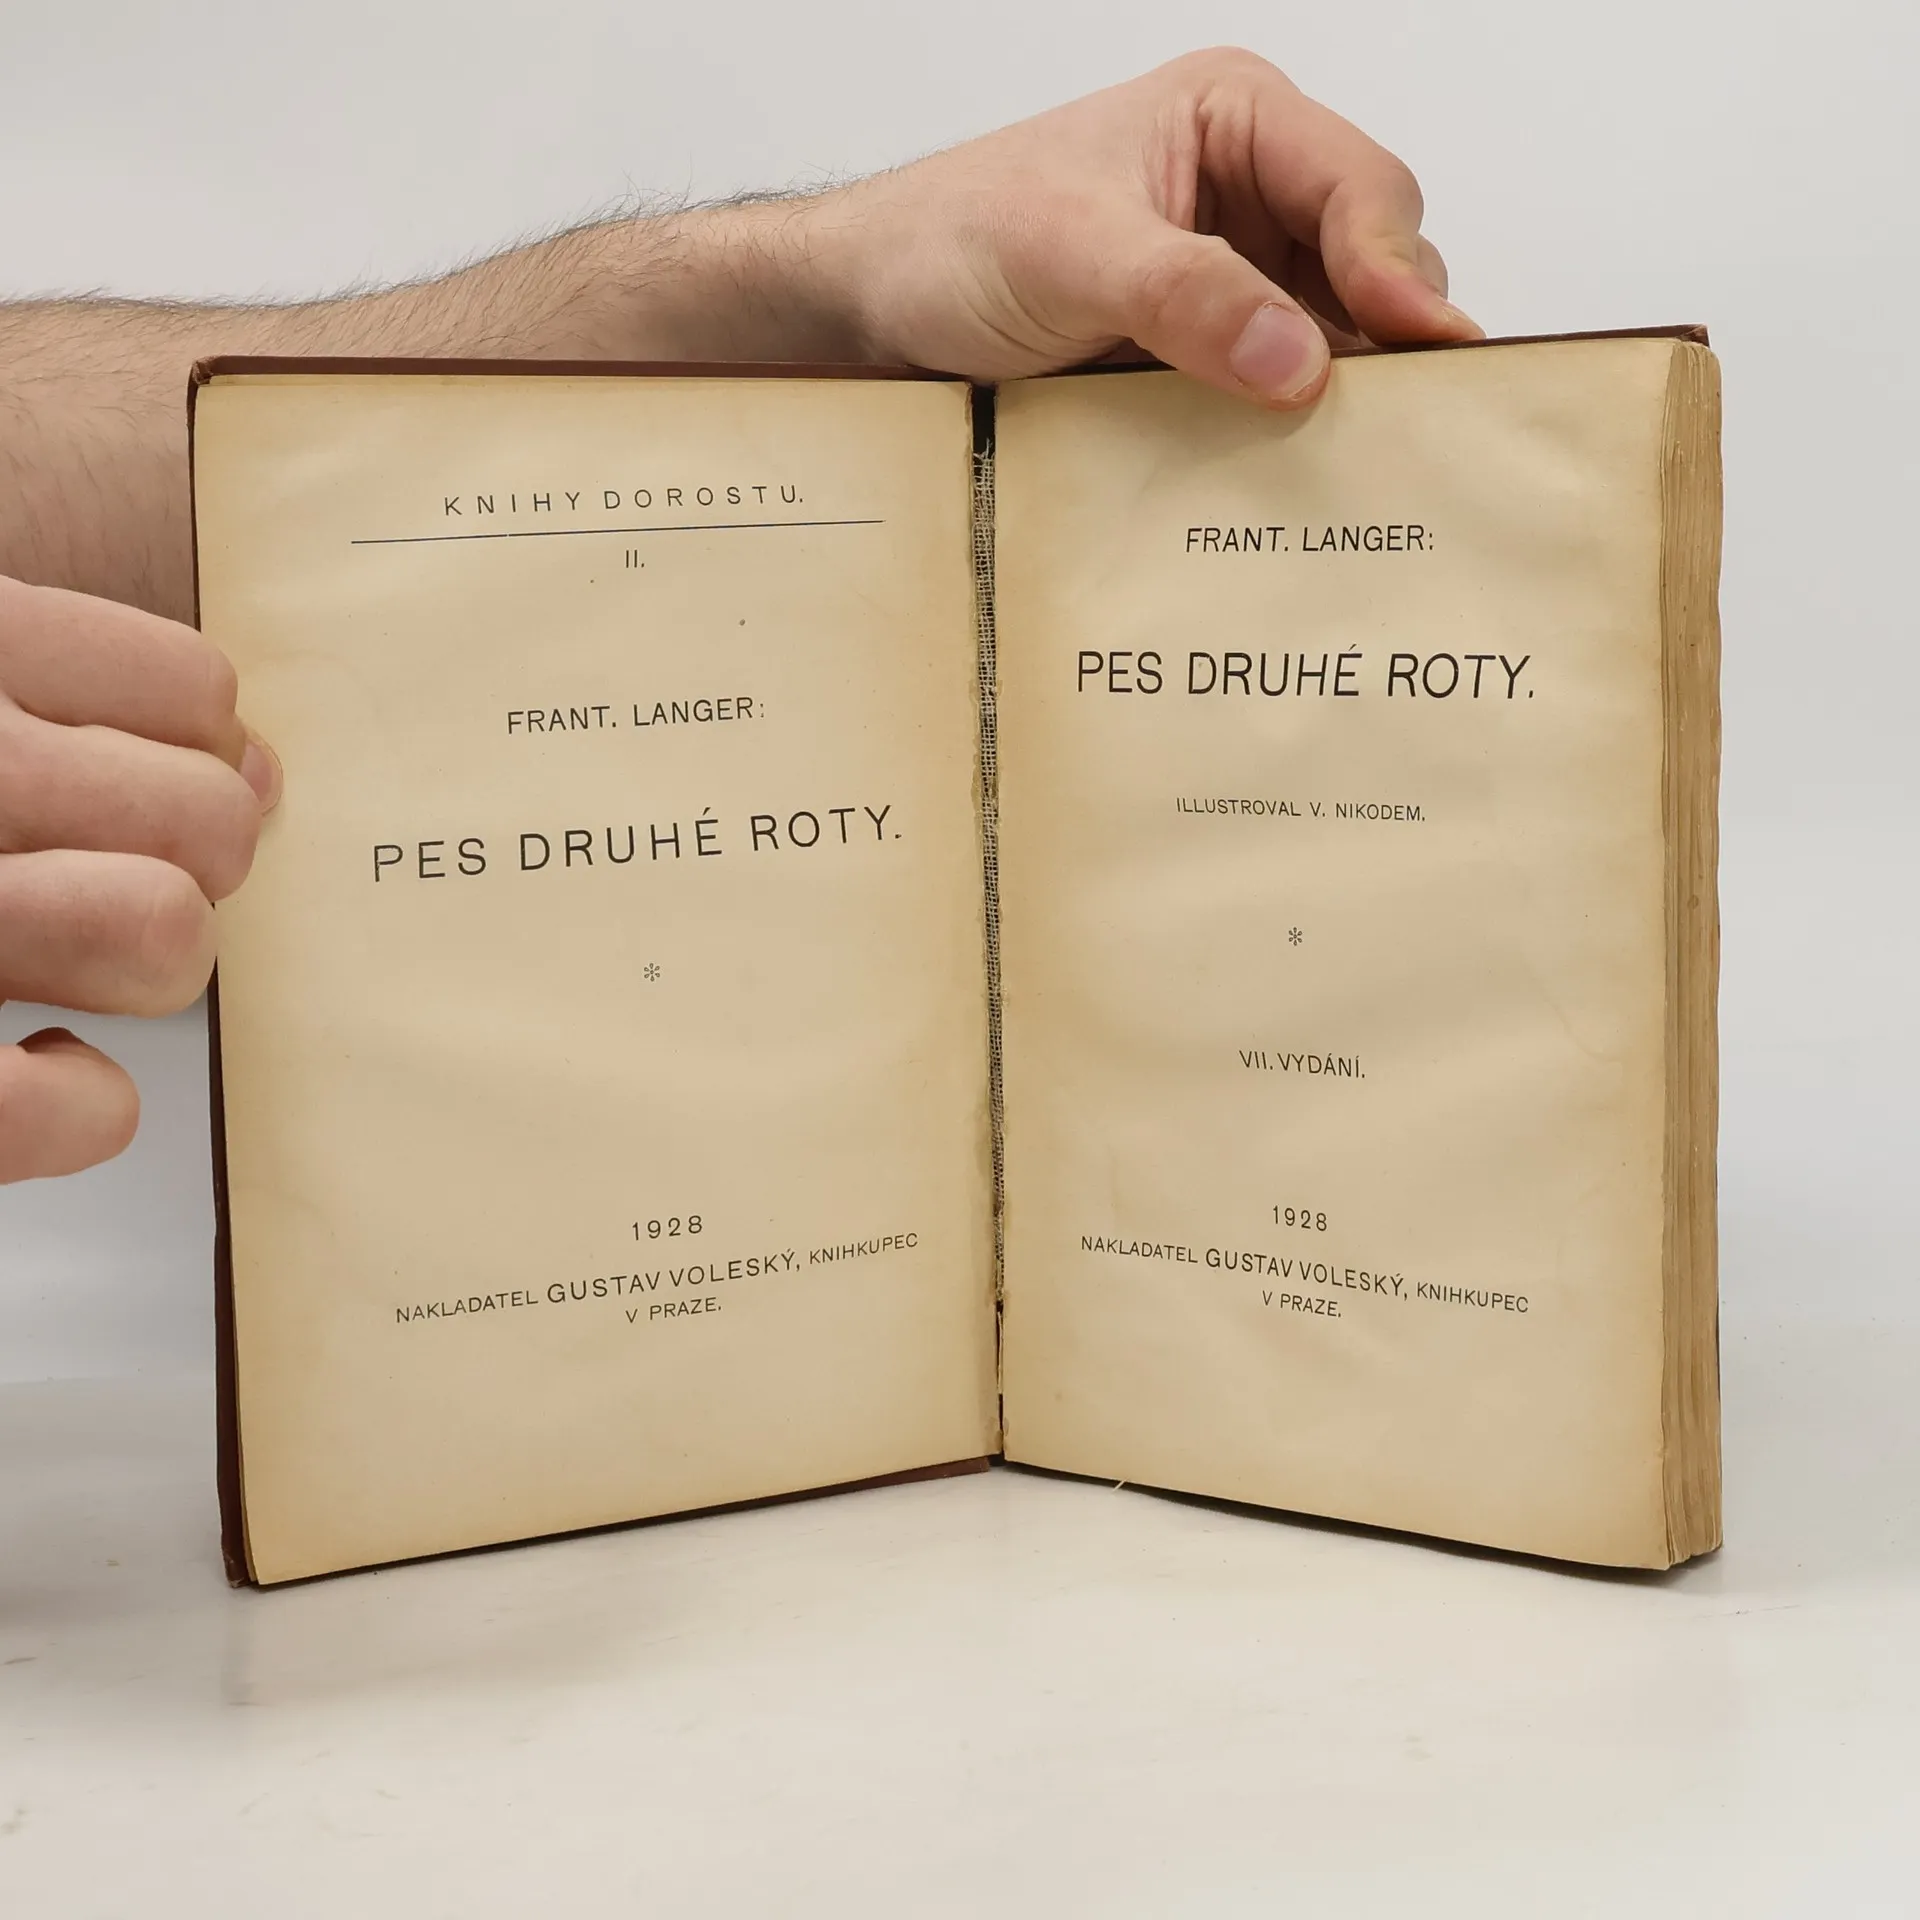 KNIHY DOROSTU.
II.
FRANT. LANGER:
PES DRUHÉ ROTY.
1928
NAKLADATEL GUSTAV VOLESKÝ, KNIHKUPEC
V PRAZE.
FRANT. LANGER:
PES DRUHÉ ROTY.
ILLUSTROVAL V. NIKODEM.
VII. VYDÁNÍ.
1928
NAKLADATEL GUSTAV VOLESKÝ, KNIHKUPEC
V PRAZE.